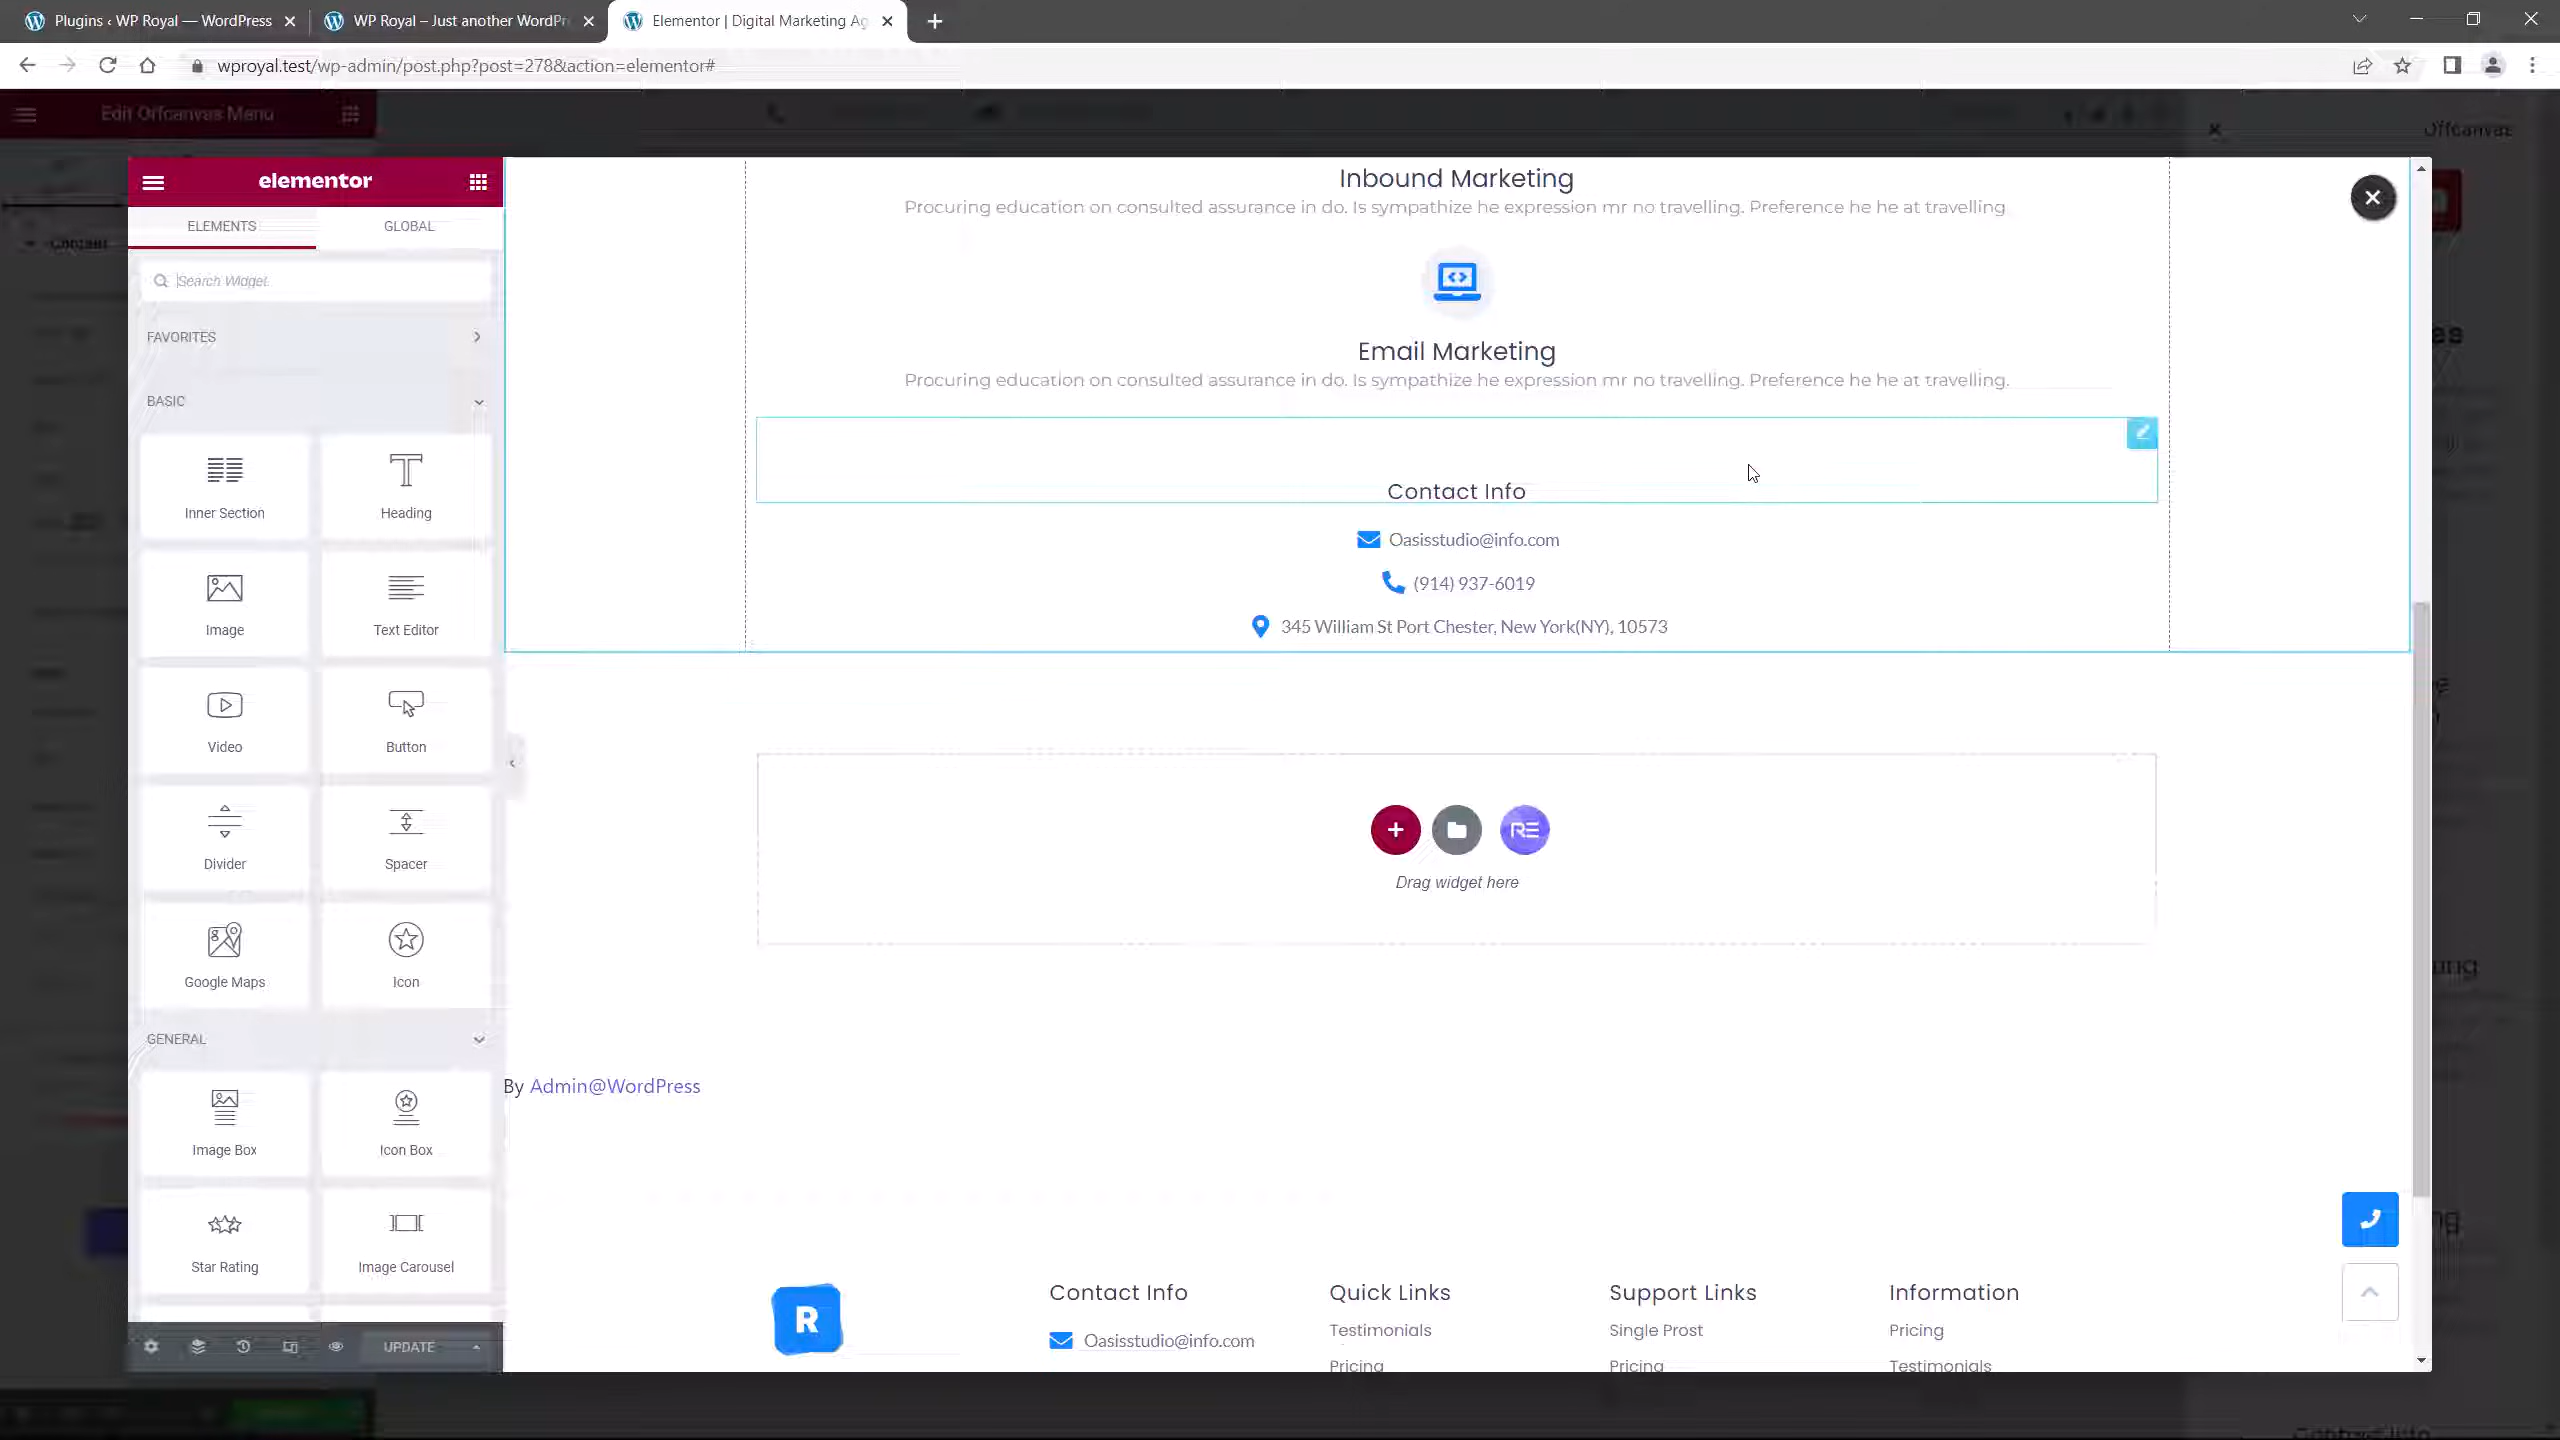 Plugins ‹ WP Royal — WordPress
WP Royal – Just another WordPr
Elementor | Digital Marketing Ag
wproyal.test/wp-admin/post.php?post=278&action=elementor#
Edit Offcanvas Menu
Offcanvas
elementor
ELEMENTS
GLOBAL
Content
Search Widget.
FAVORITES
BASIC
Inner Section
Heading
Image
Text Editor
Video
Button
Divider
Spacer
Google Maps
Icon
GENERAL
Image Box
Icon Box
Star Rating
Image Carousel
UPDATE
Inbound Marketing
Procuring education on consulted assurance in do. Is sympathize he expression mr no travelling. Preference he he at travelling.
Email Marketing
Procuring education on consulted assurance in do. Is sympathize he expression mr no travelling. Preference he he at travelling.
Contact Info
Oasisstudio@info.com
(914) 937-6019
345 William St Port Chester, New York(NY), 10573
RE
Drag widget here
By Admin@WordPress
R
Contact Info
Oasisstudio@info.com
Quick Links
Testimonials
Pricing
Support Links
Single Prost
Pricing
Information
Pricing
Testimonials